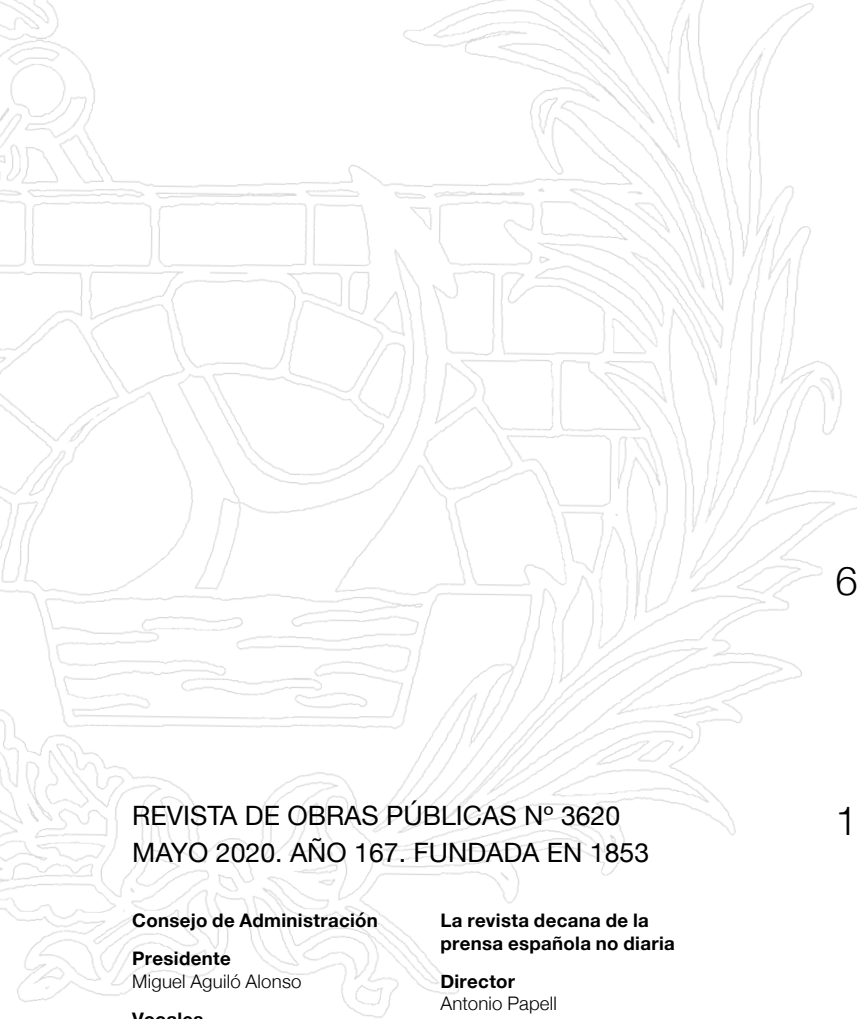 6
REVISTA DE OBRAS PÚBLICAS Nº 3620
MAYO 2020. AÑO 167. FUNDADA EN 1853
1
Consejo de Administración
Presidente
Miguel Aguiló Alonso
Vocales
La revista decana de la
prensa española no diaria
Director
Antonio Papell